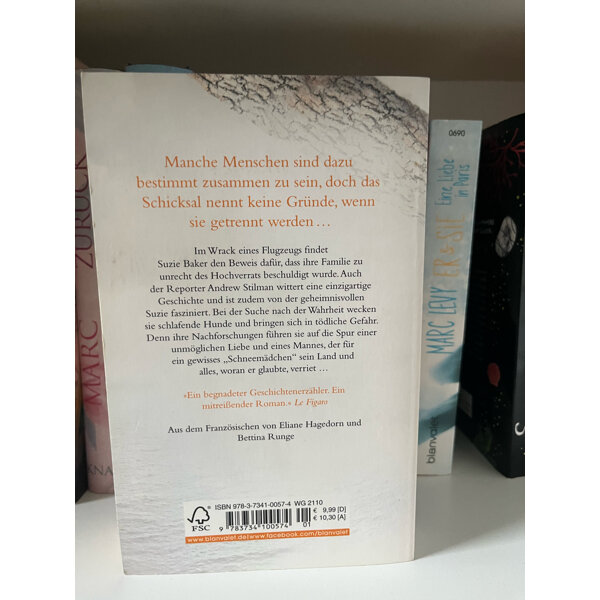 Manche Menschen sind dazu
bestimmt zusammen zu sein, doch das
Schicksal nennt keine Gründe, wenn
sie getrennt werden …
Im Wrack eines Flugzeugs findet
Suzie Baker den Beweis dafür, dass ihre Familie zu
unrecht des Hochverrats beschuldigt wurde. Auch
der Reporter Andrew Stilman wittert eine einzigartige
Geschichte und ist zudem von der geheimnisvollen
Suzie fasziniert. Bei der Suche nach der Wahrheit wecken
sie schlafende Hunde und bringen sich in tödliche Gefahr.
Denn ihre Nachforschungen führen sie auf die Spur einer
unmöglichen Liebe und eines Mannes, der für
ein gewisses „Schneemädchen“ sein Land und
alles, woran er glaubte, verriet …
»Ein begnadeter Geschichtenerzähler. Ein
mitreißender Roman.« Le Figaro
Aus dem Französischen von Eliane Hagedorn und
Bettina Runge
FSC
ISBN 978-3-7341-0057-4 WG 2110
€ 9,99 [D]
€ 10,30 [A]
9 783734 100574 01
www.blanvalet.de|www.facebook.com/blanvalet
MARC
ZURÜCK
KNA
0690
MARC LEVY ER & SIE
Eine Liebe
in Paris
blanvalet